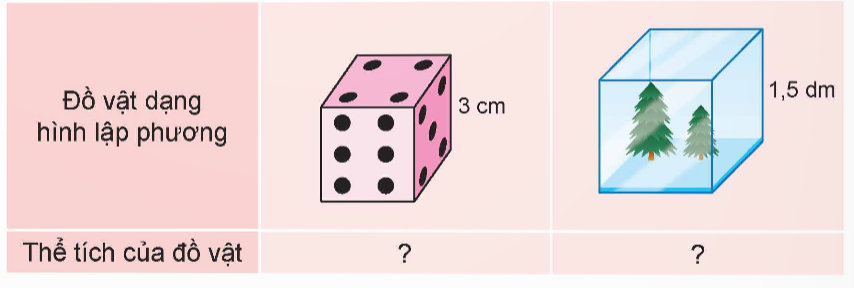 Đồ vật dạng
hình lập phương
3 cm
1,5 dm
Thể tích của đồ vật
?
?